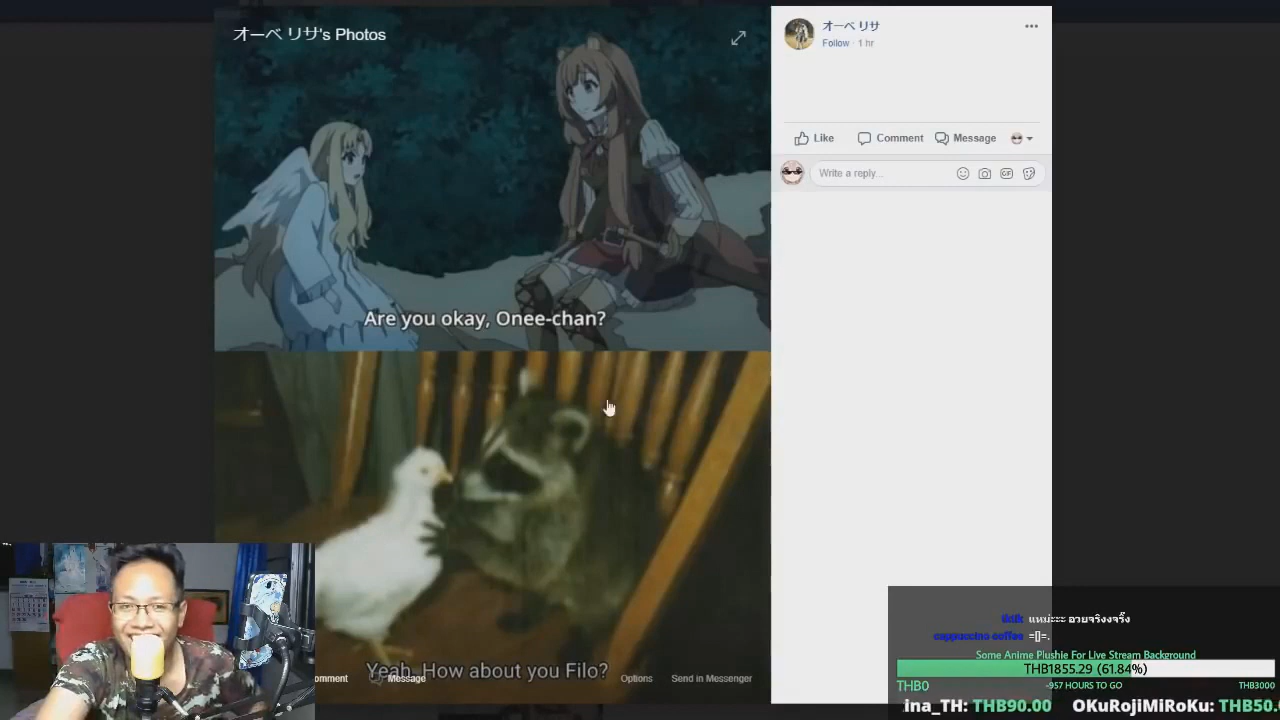 オーベ リサ's Photos
オーベ リサ
Follow · 1 hr
Like
Comment
Message
Write a reply...
GIF
Are you okay, Onee-chan?
Yeah. How about you Filo?
omment
Message
Options
Send in Messenger
แหม่ะะะ อวยจริงงจริ๊ง
cappuccino coffee =[]=.
Some Anime Plushie For Live Stream Background
THB1855.29 (61.84%)
THB0
-957 HOURS TO GO
THB3000
ina_TH: THB90.00
OKuRojiMiRoKu: THB50.